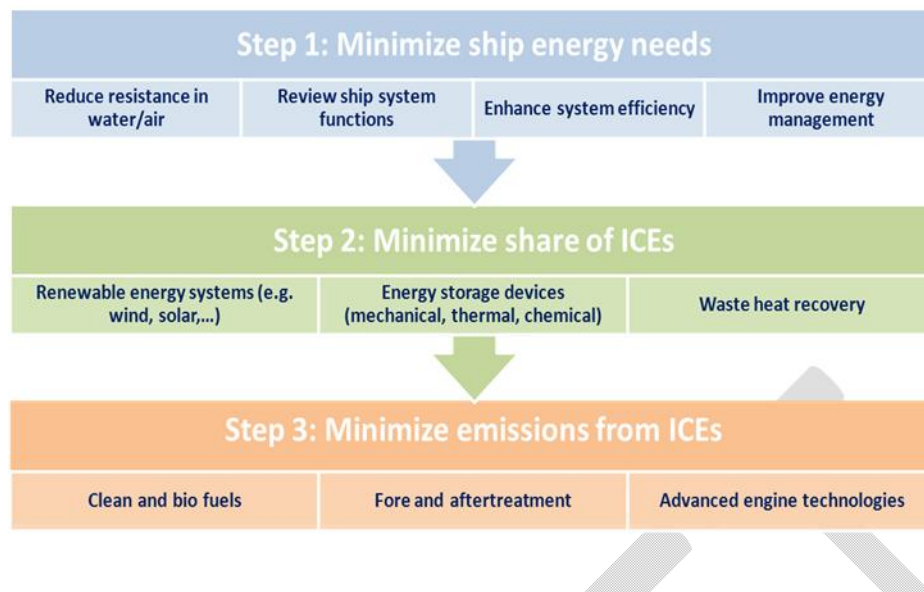 Step 1: Minimize ship energy needs
Reduce resistance in
water/air
Review ship system
functions
Enhance system efficiency
Improve energy
management
Step 2: Minimize share of ICEs
Renewable energy systems (e.g.
wind, solar,...)
Energy storage devices
(mechanical, thermal, chemical)
Waste heat recovery
Step 3: Minimize emissions from ICEs
Clean and bio fuels
Fore and aftertreatment
Advanced engine technologies